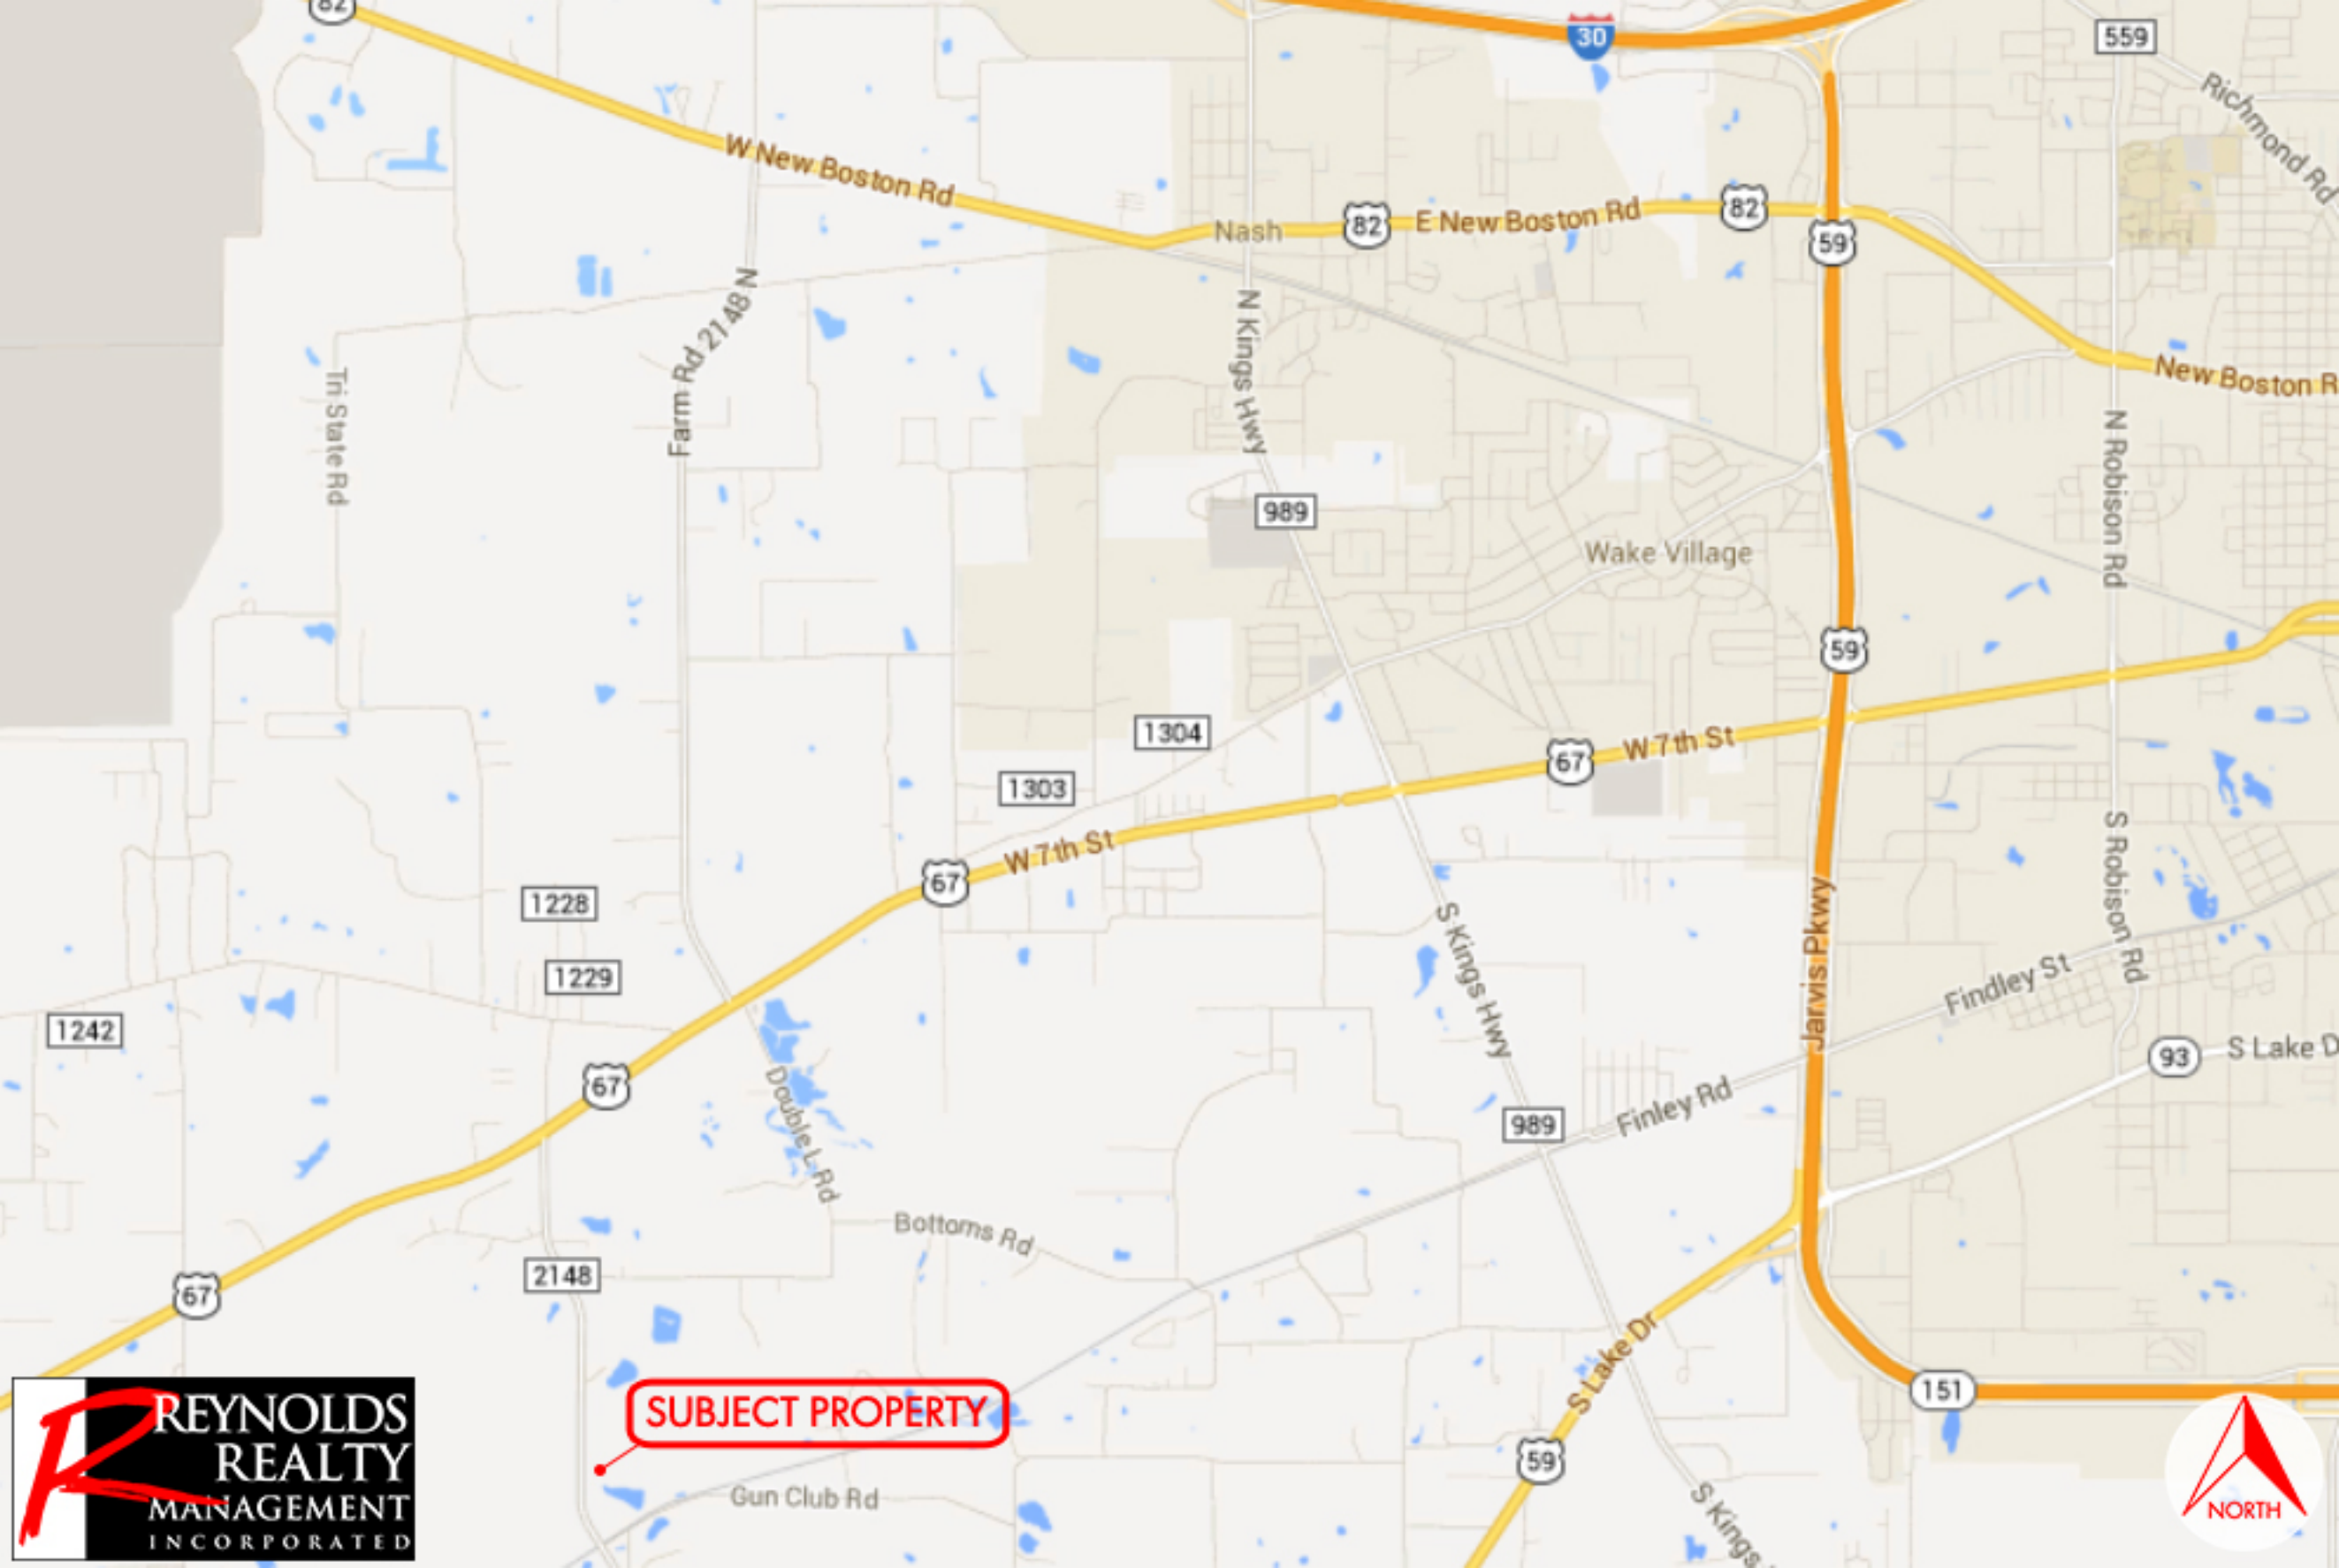 82
30
559
Richmond Rd
W New Boston Rd
Nash
82
E New Boston Rd
82
59
Farm Rd 2148 N
N Kings Hwy
New Boston R
Tri State Rd
N Robison Rd
989
Wake Village
59
1304
67
W 7th St
1303
W 7th St
67
S Robison Rd
1228
Jarvis Pkwy
S Kings Hwy
1229
Findley St
1242
93
S Lake D
67
Double L Rd
989
Finley Rd
Bottoms Rd
2148
67
S Lake Dr
151
SUBJECT PROPERTY
59
Gun Club Rd
S Kings
REYNOLDS
REALTY
MANAGEMENT
INCORPORATED
NORTH